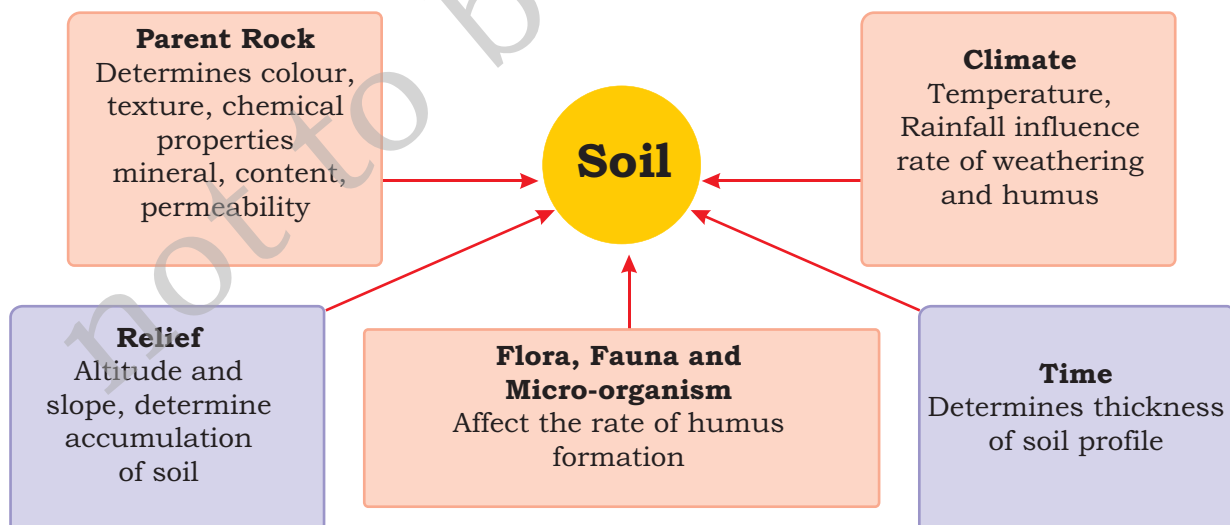 Parent Rock
Determines colour,
texture, chemical
properties
mineral, content,
permeability
Climate
Temperature,
Rainfall influence
rate of weathering
and humus
Soil
Relief
Altitude and
slope, determine
accumulation
of soil
Flora, Fauna and
Micro-organism
Affect the rate of humus
formation
Time
Determines thickness
of soil profile
not to b